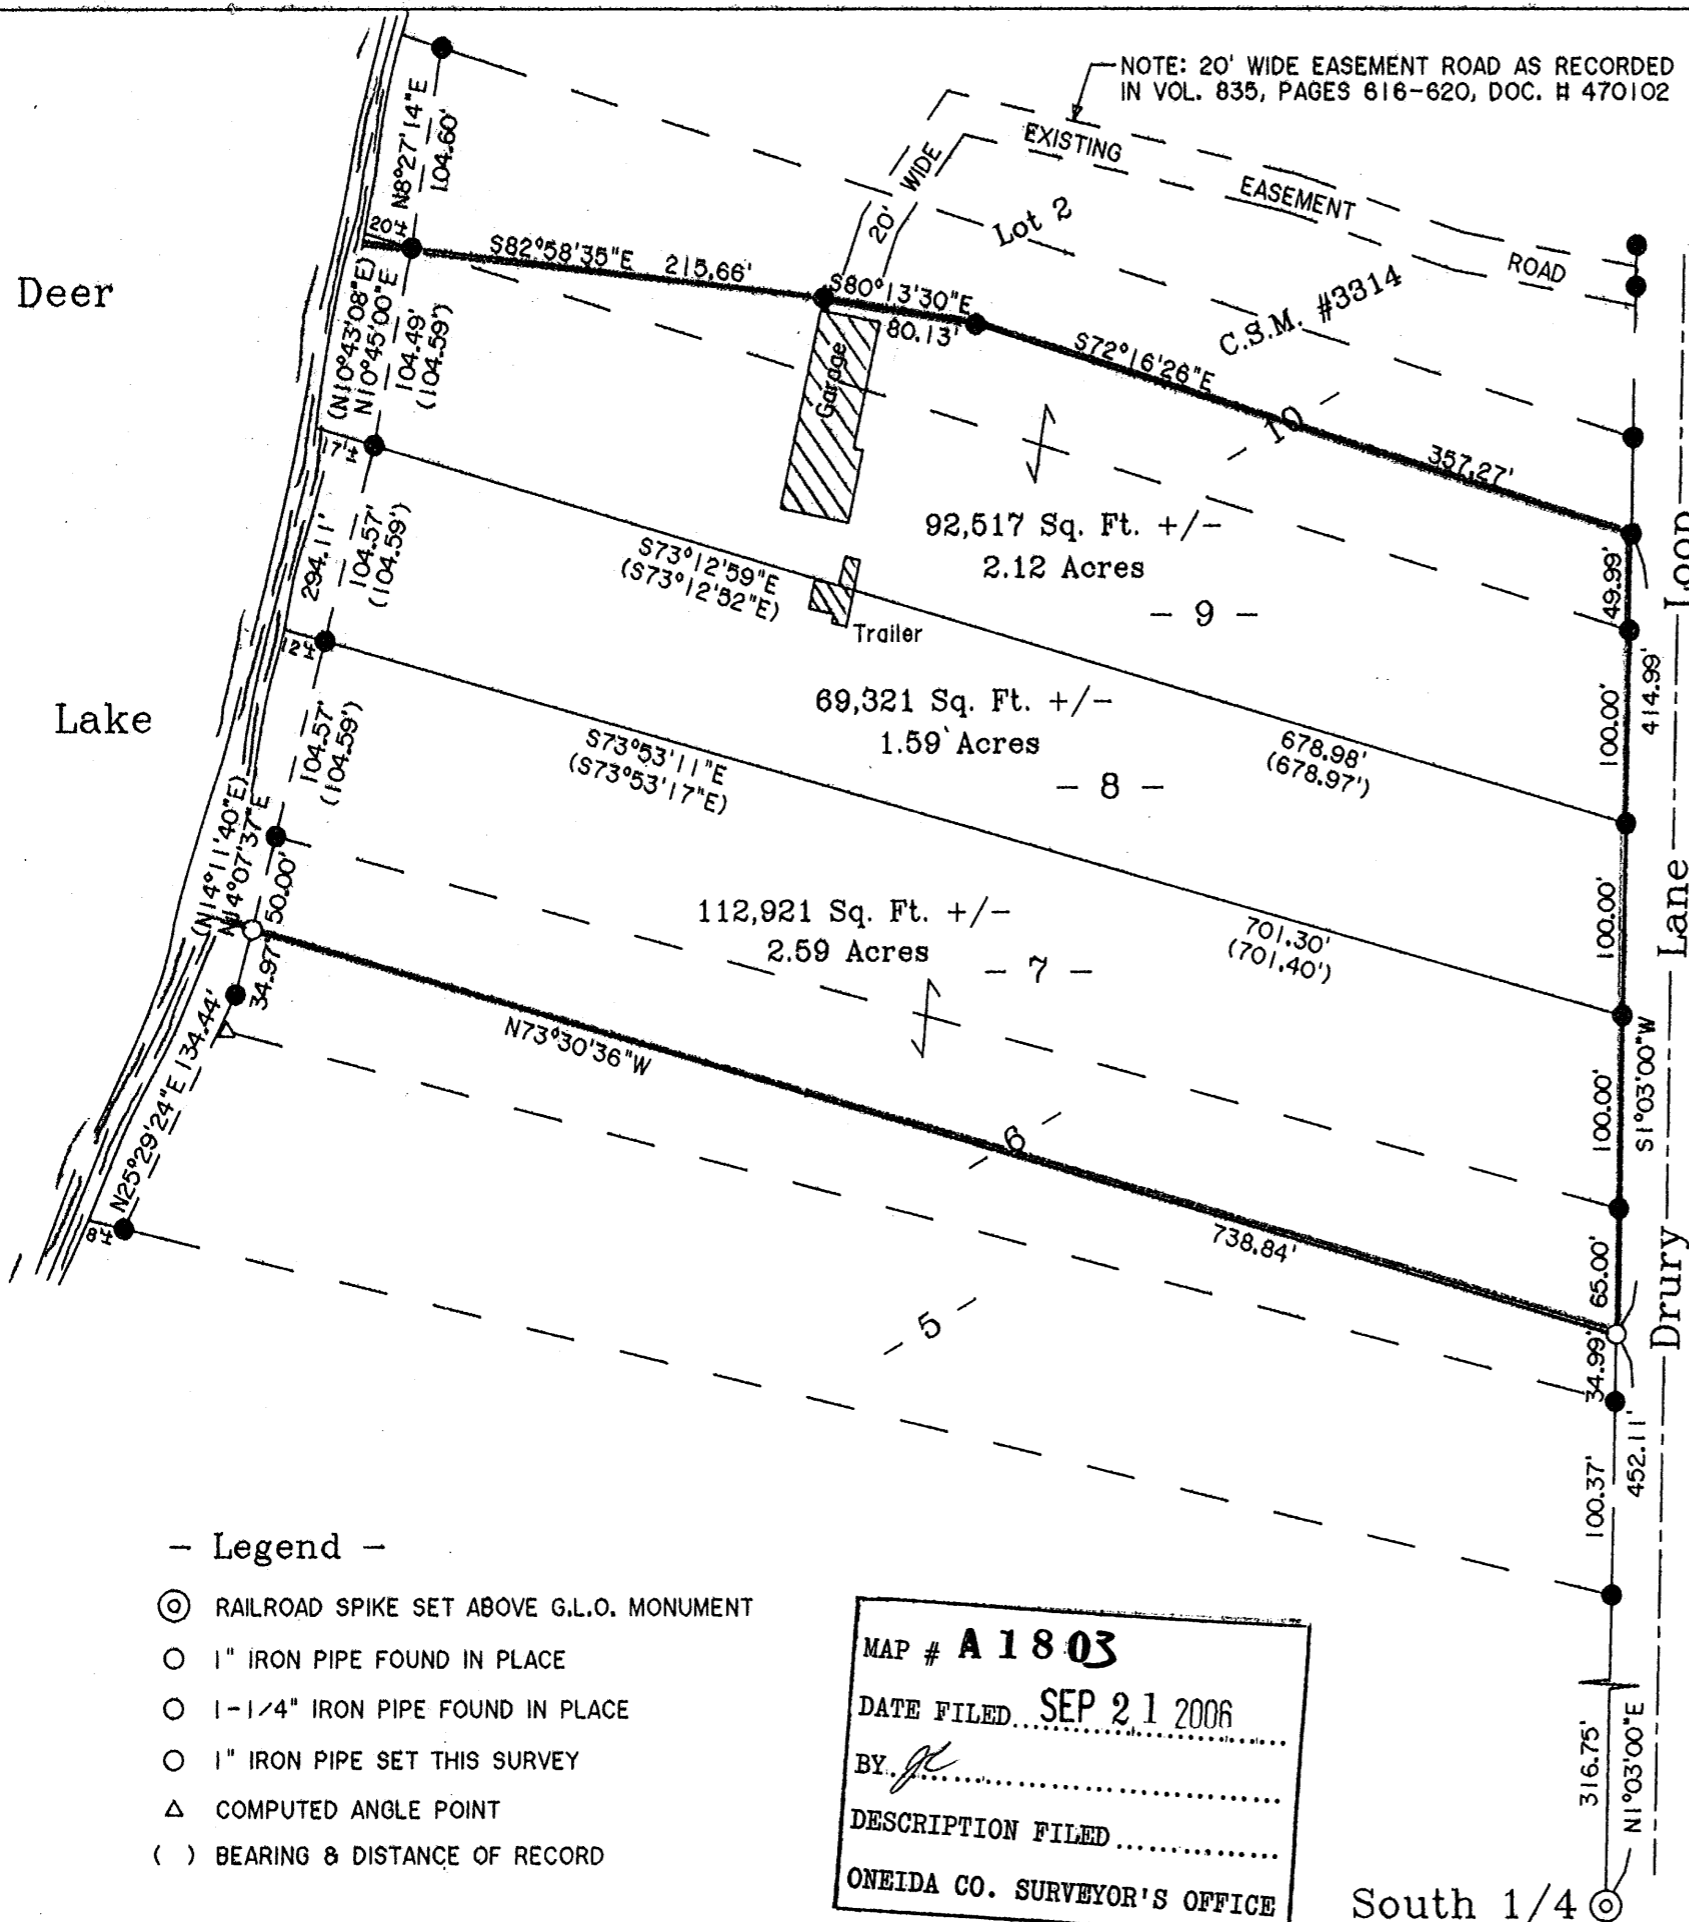 NOTE: 20' WIDE EASEMENT ROAD AS RECORDED
IN VOL. 835, PAGES 616-620, DOC. # 470102
N8°27'14"E
104.60'
20' WIDE
EXISTING
EASEMENT
ROAD
Lot 2
C.S.M. #3314
Deer
Lake
20'±
S82°58'35"E 215.66'
S80°13'30"E
80.13'
S72°16'26"E
357.27'
- 10 -
(N10°43'08"E)
N10°45'00"E
104.49'
(104.59')
Garage
17'±
92,517 Sq. Ft. +/-
2.12 Acres
- 9 -
49.99'
Loop
414.99'
294.11'
104.57'
(104.59')
S73°12'59"E
(S73°12'52"E)
Trailer
12'±
69,321 Sq. Ft. +/-
1.59 Acres
678.98'
(678.97')
- 8 -
100.00'
104.57'
(104.59')
S73°53'11"E
(S73°53'17"E)
(N14°11'40"E)
N14°07'37"E
50.00'
112,921 Sq. Ft. +/-
2.59 Acres
- 7 -
701.30'
(701.40')
100.00'
Lane
34.97'
N73°30'36"W
738.84'
100.00'
S1°03'00"W
- 6 -
N25°29'24"E 134.44'
8'±
65.00'
Drury
34.99'
- 5 -
452.11'
100.37'
- Legend -
RAILROAD SPIKE SET ABOVE G.L.O. MONUMENT
1" IRON PIPE FOUND IN PLACE
1-1/4" IRON PIPE FOUND IN PLACE
1" IRON PIPE SET THIS SURVEY
COMPUTED ANGLE POINT
( ) BEARING & DISTANCE OF RECORD
MAP # A1803
DATE FILED SEP 21 2006
BY
DESCRIPTION FILED
ONEIDA CO. SURVEYOR'S OFFICE
316.75'
N1°03'00"E
South 1/4